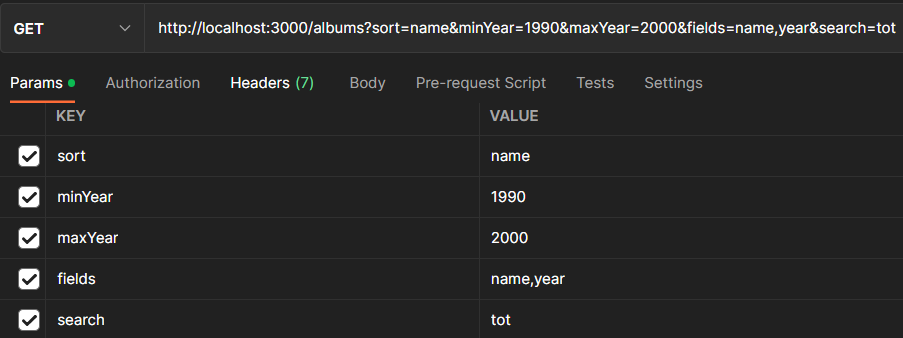 GET http://localhost:3000/albums?sort=name&minYear=1990&maxYear=2000&fields=name,year&search=tot
Params Authorization Headers (7) Body Pre-request Script Tests Settings
KEY VALUE
sort name
minYear 1990
maxYear 2000
fields name,year
search tot